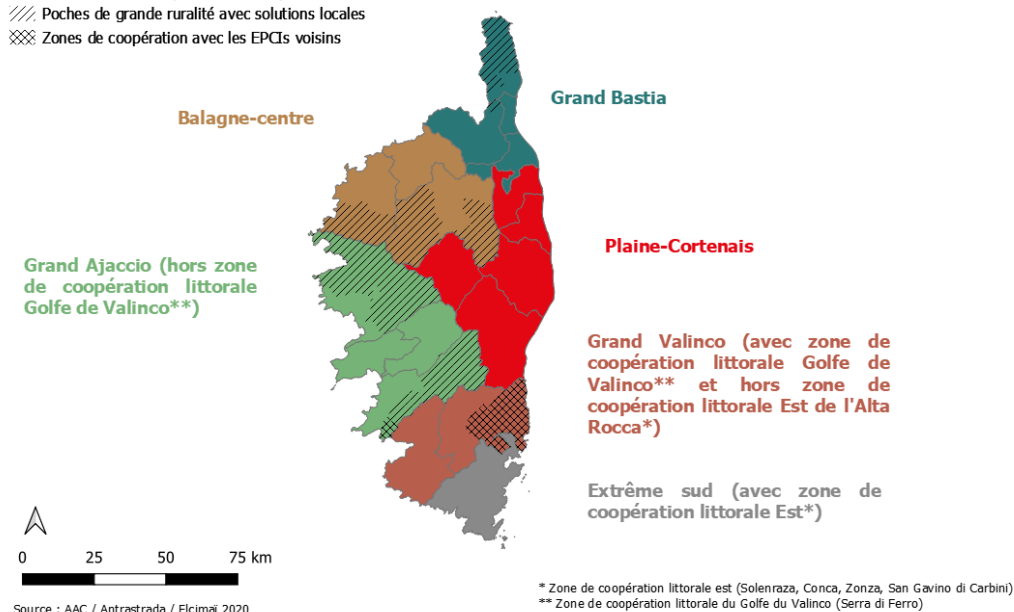 Poches de grande ruralité avec solutions locales
Zones de coopération avec les EPCIs voisins
Grand Bastia
Balagne-centre
Plaine-Cortenais
Grand Ajaccio (hors zone
de coopération littorale
Golfe de Valinco**)
Grand Valinco (avec zone de
coopération littorale Golfe de
Valinco** et hors zone de
coopération littorale Est de l'Alta
Rocca*)
Extrême sud (avec zone de
coopération littorale Est*)
0 25 50 75 km
* Zone de coopération littorale est (Solenraza, Conca, Zonza, San Gavino di Carbini)
** Zone de coopération littorale du Golfe du Valinco (Serra di Ferro)
Source : AAC / Antrastrada / Elcimaï 2020